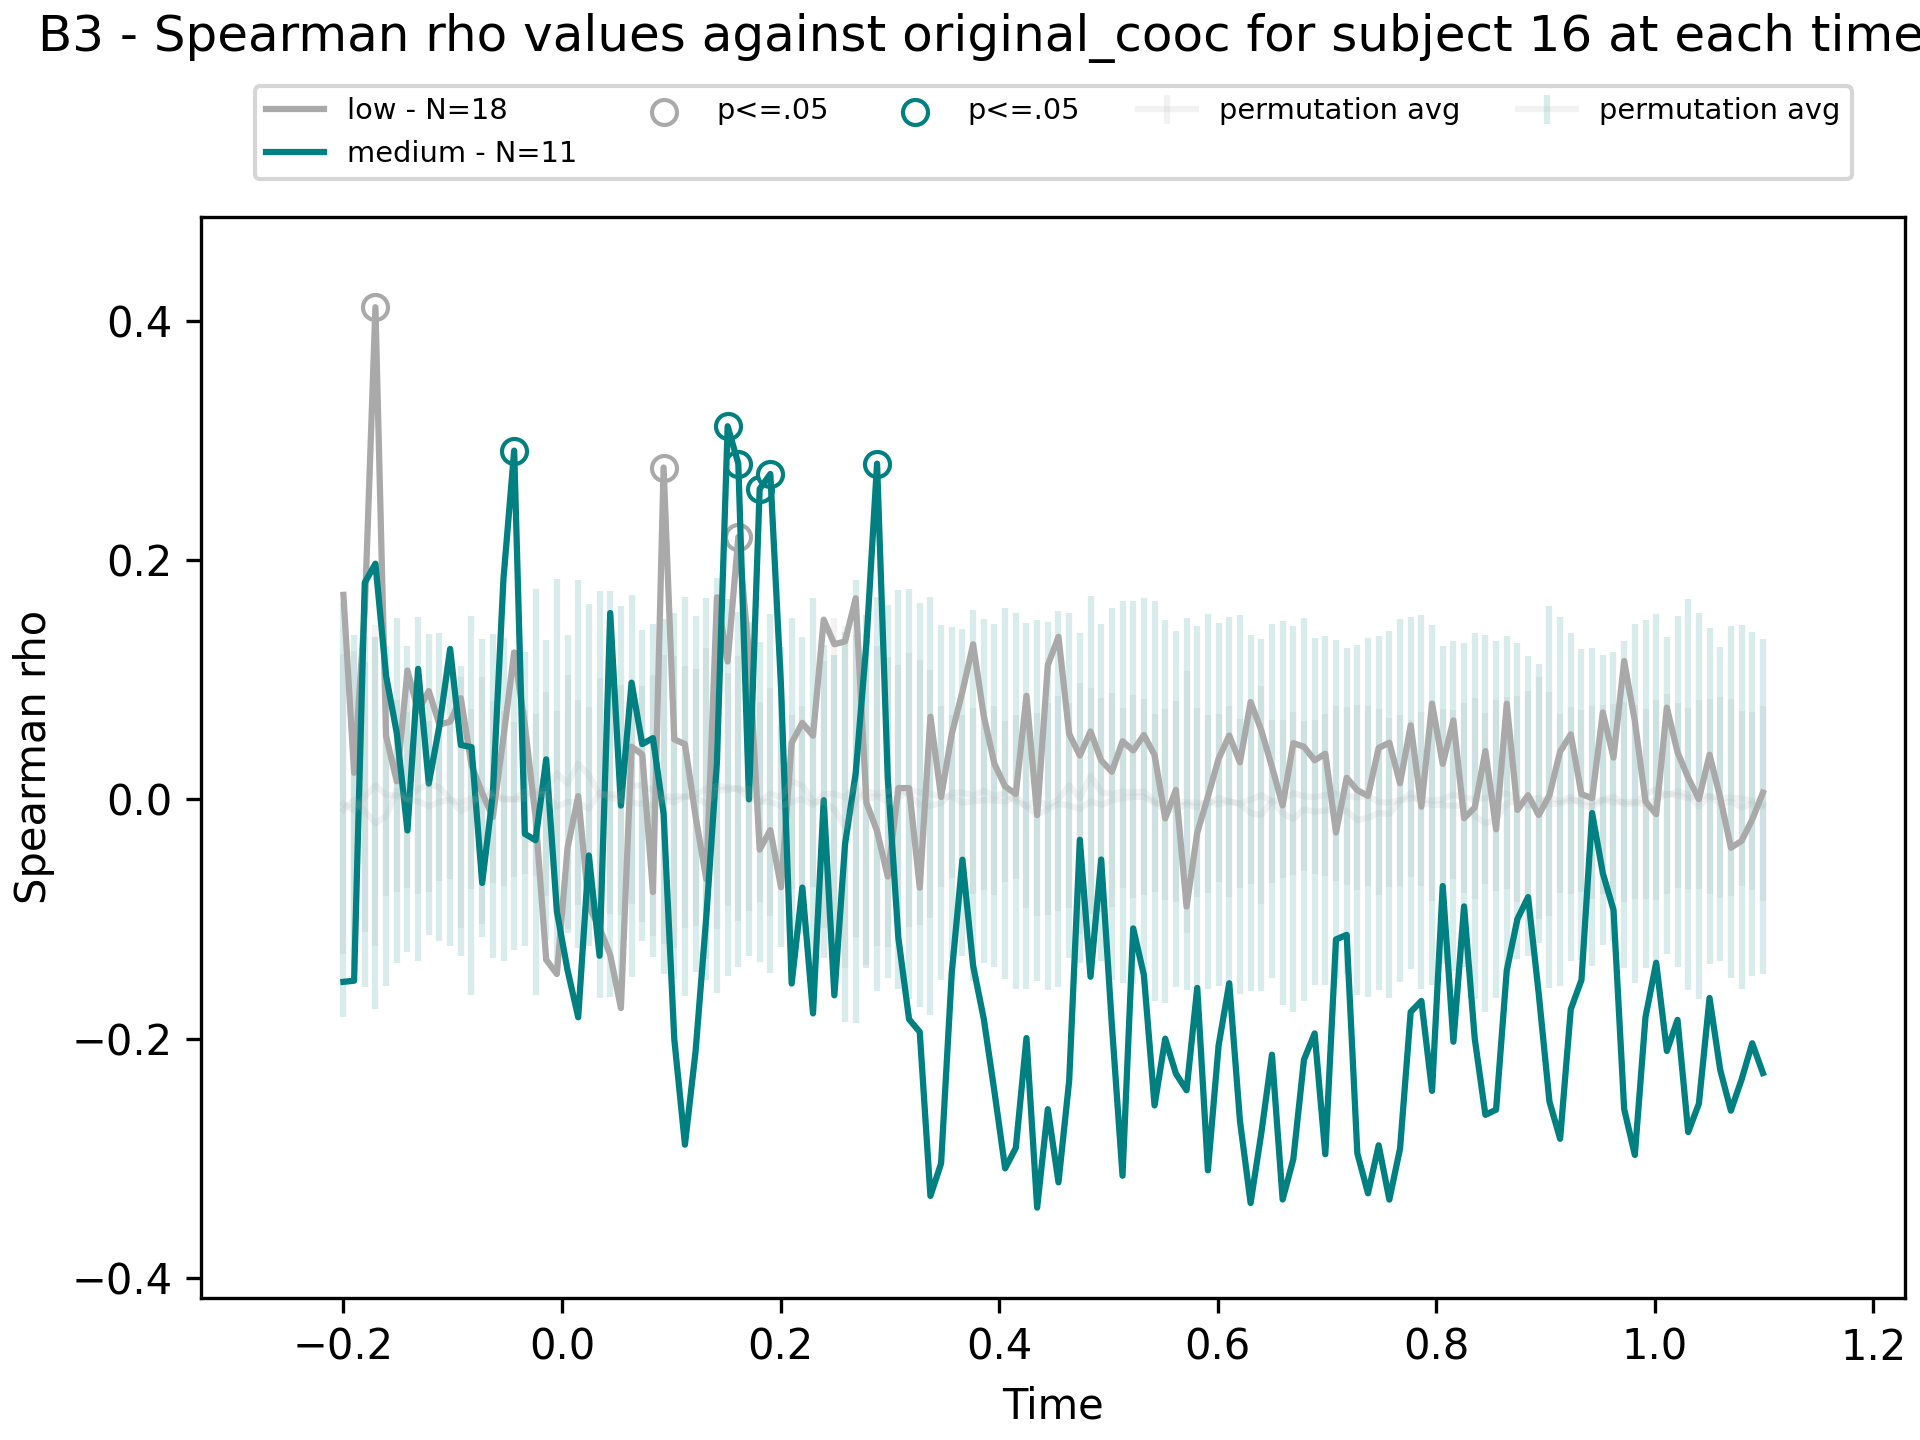 B3 - Spearman rho values against original_cooc for subject 16 at each time
low - N=18
medium - N=11
p<=.05
p<=.05
permutation avg
permutation avg
Spearman rho
0.4
0.2
0.0
−0.2
−0.4
−0.2 0.0 0.2 0.4 0.6 0.8 1.0 1.2
Time